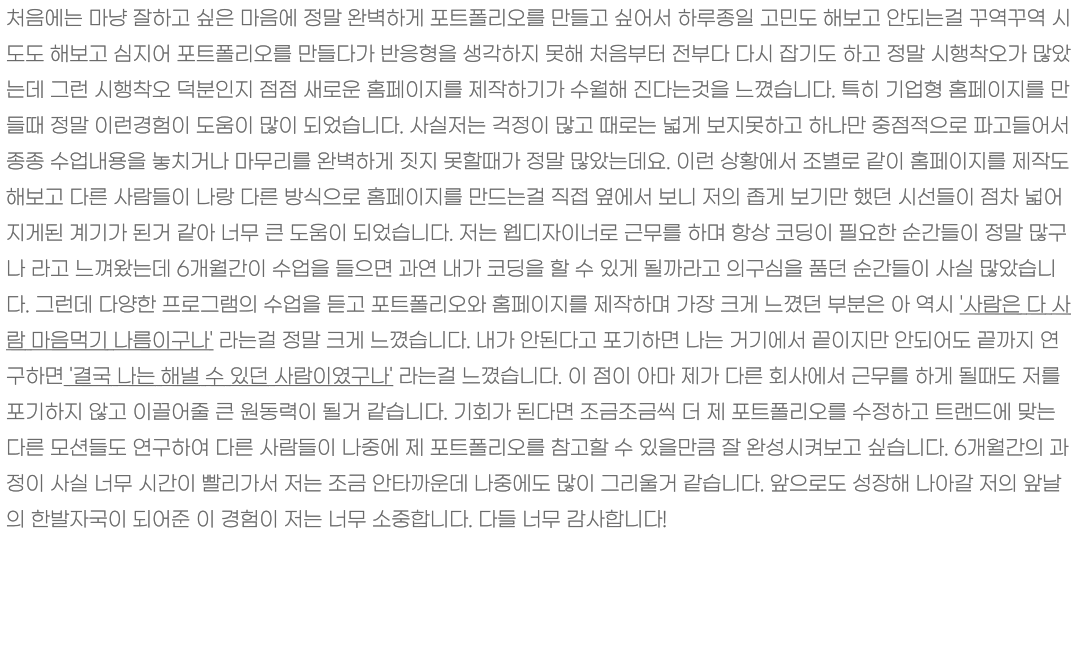 처음에는 마냥 잘하고 싶은 마음에 정말 완벽하게 포트폴리오를 만들고 싶어서 하루종일 고민도 해보고 안되는걸 꾸역꾸역 시
도도 해보고 심지어 포트폴리오를 만들다가 반응형을 생각하지 못해 처음부터 전부다 다시 잡기도 하고 정말 시행착오가 많았
는데 그런 시행착오 덕분인지 점점 새로운 홈페이지를 제작하기가 수월해 진다는것을 느꼈습니다. 특히 기업형 홈페이지를 만
들때 정말 이런경험이 도움이 많이 되었습니다. 사실저는 걱정이 많고 때로는 넓게 보지못하고 하나만 중점적으로 파고들어서
종종 수업내용을 놓치거나 마무리를 완벽하게 짓지 못할때가 정말 많았는데요. 이런 상황에서 조별로 같이 홈페이지를 제작도
해보고 다른 사람들이 나랑 다른 방식으로 홈페이지를 만드는걸 직접 옆에서 보니 저의 좁게 보기만 했던 시선들이 점차 넓어
지게된 계기가 된거 같아 너무 큰 도움이 되었습니다. 저는 웹디자이너로 근무를 하며 항상 코딩이 필요한 순간들이 정말 많구
나 라고 느껴왔는데 6개월간이 수업을 들으면 과연 내가 코딩을 할 수 있게 될까라고 의구심을 품던 순간들이 사실 많았습니
다. 그런데 다양한 프로그램의 수업을 듣고 포트폴리오와 홈페이지를 제작하며 가장 크게 느꼈던 부분은 아 역시 '사람은 다 사
람 마음먹기 나름이구나' 라는걸 정말 크게 느꼈습니다. 내가 안된다고 포기하면 나는 거기에서 끝이지만 안되어도 끝까지 연
구하면 '결국 나는 해낼 수 있던 사람이였구나' 라는걸 느꼈습니다. 이 점이 아마 제가 다른 회사에서 근무를 하게 될때도 저를
포기하지 않고 이끌어줄 큰 원동력이 될거 같습니다. 기회가 된다면 조금조금씩 더 제 포트폴리오를 수정하고 트랜드에 맞는
다른 모션들도 연구하여 다른 사람들이 나중에 제 포트폴리오를 참고할 수 있을만큼 잘 완성시켜보고 싶습니다. 6개월간의 과
정이 사실 너무 시간이 빨리가서 저는 조금 안타까운데 나중에도 많이 그리울거 같습니다. 앞으로도 성장해 나아갈 저의 앞날
의 한발자국이 되어준 이 경험이 저는 너무 소중합니다. 다들 너무 감사합니다!